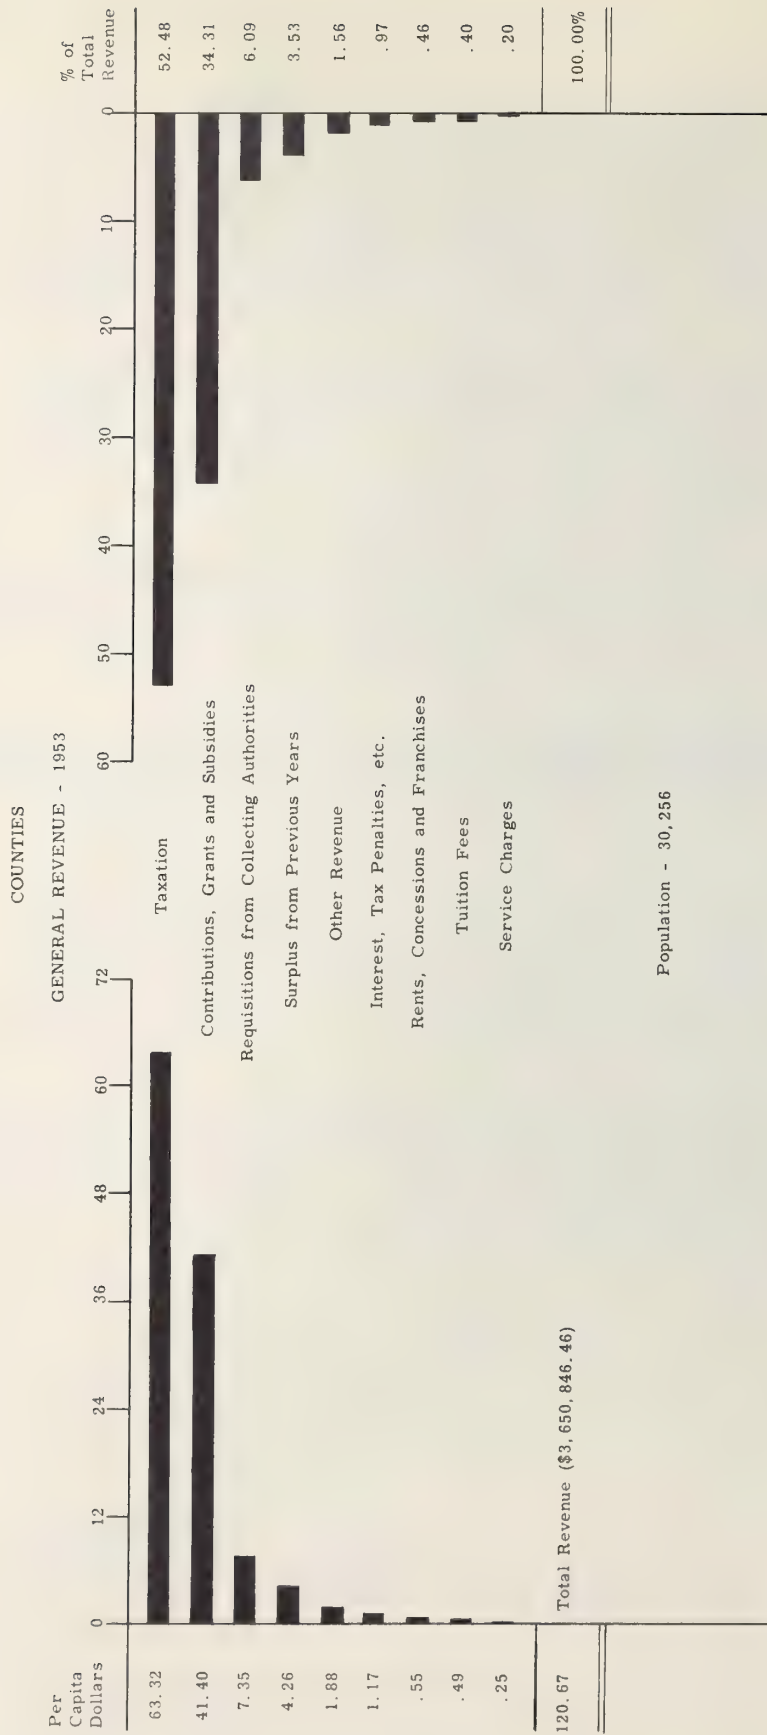 COUNTIES
GENERAL REVENUE - 1953
Per
Capita
Dollars
0 12 24 36 48 60 72
60 50 40 30 20 10 0
% of
Total
Revenue
63.32 Taxation 52.48
41.40 Contributions, Grants and Subsidies 34.31
7.35 Requisitions from Collecting Authorities 6.09
4.26 Surplus from Previous Years 3.53
1.88 Other Revenue 1.56
1.17 Interest, Tax Penalties, etc. .97
.55 Rents, Concessions and Franchises .46
.49 Tuition Fees .40
.25 Service Charges .20
120.67 Total Revenue ($3,650,846.46) 100.00%
Population - 30,256